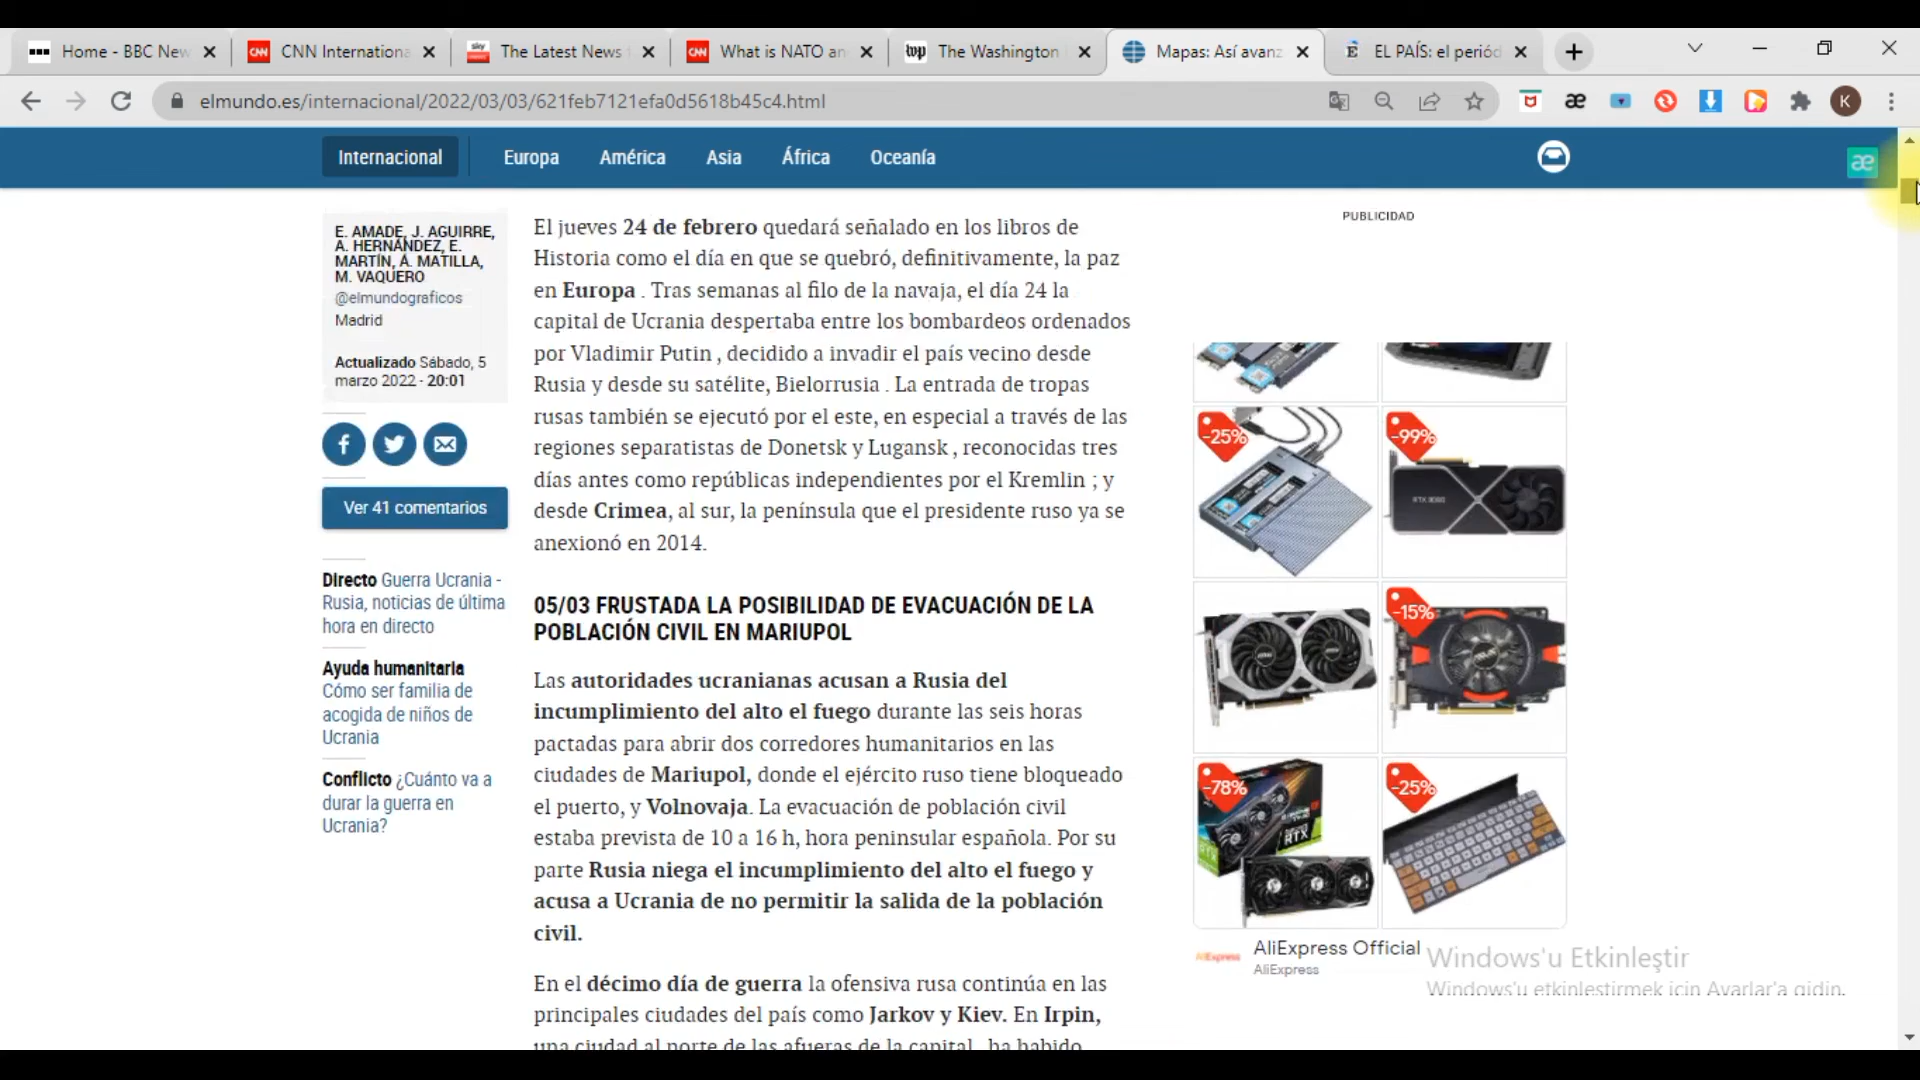 Home - BBC New
CNN Internationa
The Latest News
What is NATO an
The Washington
Mapas: Así avanz
EL PAÍS: el periód
elmundo.es/internacional/2022/03/03/621feb7121efa0d5618b45c4.html
æ
K
Internacional
Europa
América
Asia
África
Oceanía
æ
E. AMADE, J. AGUIRRE,
A. HERNÁNDEZ, E.
MARTÍN, Á. MATILLA,
M. VAQUERO
@elmundograficos
Madrid
Actualizado Sábado, 5
marzo 2022 - 20:01
Ver 41 comentarios
Directo Guerra Ucrania -
Rusia, noticias de última
hora en directo
Ayuda humanitaria
Cómo ser familia de
acogida de niños de
Ucrania
Conflicto ¿Cuánto va a
durar la guerra en
Ucrania?
El jueves 24 de febrero quedará señalado en los libros de
Historia como el día en que se quebró, definitivamente, la paz
en Europa . Tras semanas al filo de la navaja, el día 24 la
capital de Ucrania despertaba entre los bombardeos ordenados
por Vladimir Putin , decidido a invadir el país vecino desde
Rusia y desde su satélite, Bielorrusia . La entrada de tropas
rusas también se ejecutó por el este, en especial a través de las
regiones separatistas de Donetsk y Lugansk , reconocidas tres
días antes como repúblicas independientes por el Kremlin ; y
desde Crimea, al sur, la península que el presidente ruso ya se
anexionó en 2014.
05/03 FRUSTADA LA POSIBILIDAD DE EVACUACIÓN DE LA
POBLACIÓN CIVIL EN MARIUPOL
Las autoridades ucranianas acusan a Rusia del
incumplimiento del alto el fuego durante las seis horas
pactadas para abrir dos corredores humanitarios en las
ciudades de Mariupol, donde el ejército ruso tiene bloqueado
el puerto, y Volnovaja. La evacuación de población civil
estaba prevista de 10 a 16 h, hora peninsular española. Por su
parte Rusia niega el incumplimiento del alto el fuego y
acusa a Ucrania de no permitir la salida de la población
civil.
En el décimo día de guerra la ofensiva rusa continúa en las
principales ciudades del país como Jarkov y Kiev. En Irpin,
una ciudad al norte de las afueras de la capital, ha habido
PUBLICIDAD
-25%
-99%
-15%
-78%
-25%
RTX
AliExpress Official
AliExpress
Windows'u Etkinleştir
Windows'u etkinleştirmek için Ayarlar'a gidin.